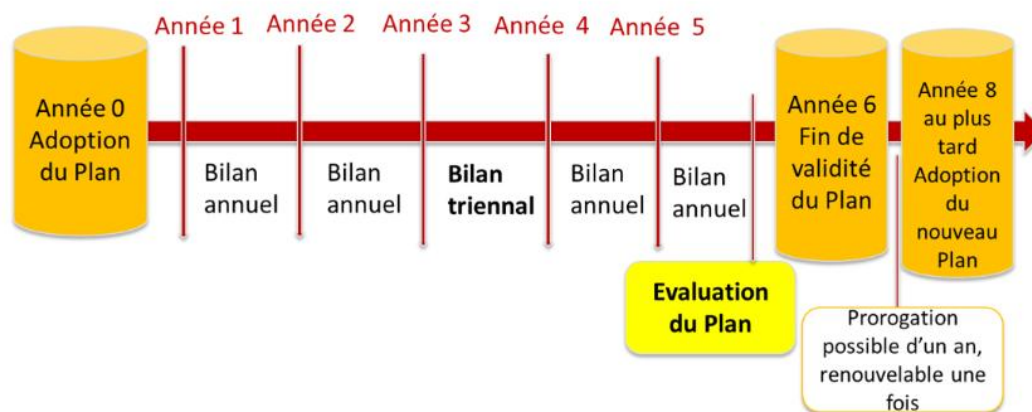 Année 1
Année 2
Année 3
Année 4
Année 5
Année 0
Adoption
du Plan
Bilan
annuel
Bilan
annuel
Bilan
triennal
Bilan
annuel
Bilan
annuel
Evaluation
du Plan
Année 6
Fin de
validité
du Plan
Année 8
au plus
tard
Adoption
du
nouveau
Plan
Prorogation
possible d’un an,
renouvelable une
fois